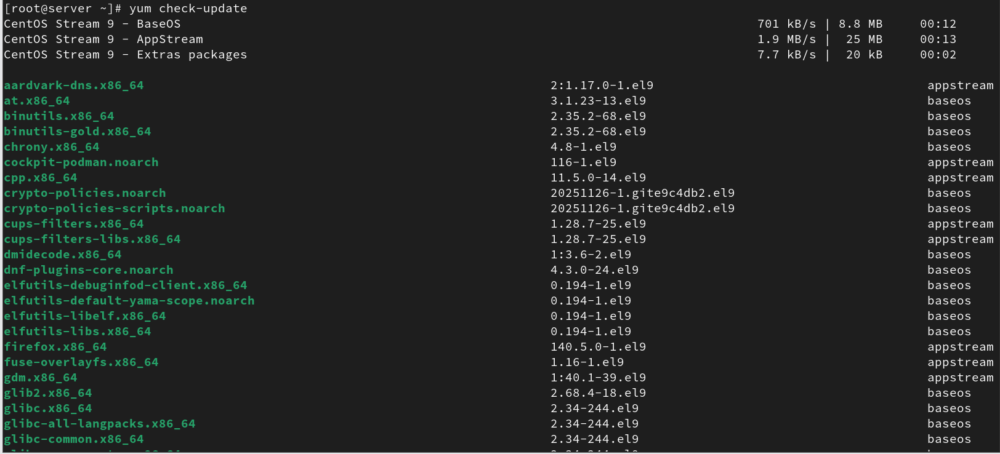 [root@server ~]# yum check-update
CentOS Stream 9 - BaseOS 701 kB/s | 8.8 MB 00:12
CentOS Stream 9 - AppStream 1.9 MB/s | 25 MB 00:13
CentOS Stream 9 - Extras packages 7.7 kB/s | 20 kB 00:02
aardvark-dns.x86_64 2:1.17.0-1.el9 appstream
at.x86_64 3.1.23-13.el9 baseos
binutils.x86_64 2.35.2-68.el9 baseos
binutils-gold.x86_64 2.35.2-68.el9 baseos
chrony.x86_64 4.8-1.el9 baseos
cockpit-podman.noarch 116-1.el9 appstream
cpp.x86_64 11.5.0-14.el9 appstream
crypto-policies.noarch 20251126-1.gite9c4db2.el9 baseos
crypto-policies-scripts.noarch 20251126-1.gite9c4db2.el9 baseos
cups-filters.x86_64 1.28.7-25.el9 appstream
cups-filters-libs.x86_64 1.28.7-25.el9 appstream
dmidecode.x86_64 1:3.6-2.el9 baseos
dnf-plugins-core.noarch 4.3.0-24.el9 baseos
elfutils-debuginfod-client.x86_64 0.194-1.el9 baseos
elfutils-default-yama-scope.noarch 0.194-1.el9 baseos
elfutils-libelf.x86_64 0.194-1.el9 baseos
elfutils-libs.x86_64 0.194-1.el9 baseos
firefox.x86_64 140.5.0-1.el9 appstream
fuse-overlayfs.x86_64 1.16-1.el9 appstream
gdm.x86_64 1:40.1-39.el9 appstream
glib2.x86_64 2.68.4-18.el9 baseos
glibc.x86_64 2.34-244.el9 baseos
glibc-all-langpacks.x86_64 2.34-244.el9 baseos
glibc-common.x86_64 2.34-244.el9 baseos